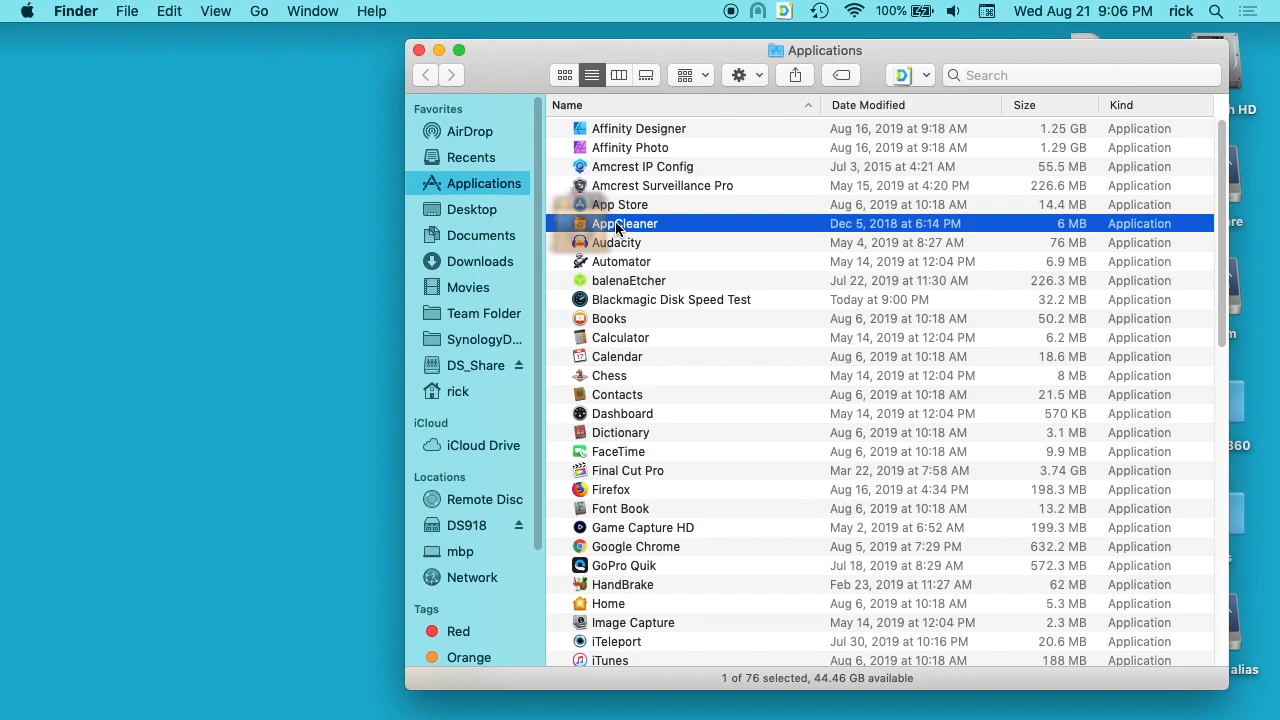 Finder File Edit View Go Window Help 100% Wed Aug 21 9:06 PM rick
Applications
Search
Favorites
AirDrop
Recents
Applications
Desktop
Documents
Downloads
Movies
Team Folder
SynologyD...
DS_Share
rick
iCloud
iCloud Drive
Locations
Remote Disc
DS918
mbp
Network
Tags
Red
Orange
Name Date Modified Size Kind
Affinity Designer Aug 16, 2019 at 9:18 AM 1.25 GB Application
Affinity Photo Aug 16, 2019 at 9:18 AM 1.29 GB Application
Amcrest IP Config Jul 3, 2015 at 4:21 AM 55.5 MB Application
Amcrest Surveillance Pro May 15, 2019 at 4:20 PM 226.6 MB Application
App Store Aug 6, 2019 at 10:18 AM 14.4 MB Application
AppCleaner Dec 5, 2018 at 6:14 PM 6 MB Application
Audacity May 4, 2019 at 8:27 AM 76 MB Application
Automator May 14, 2019 at 12:04 PM 6.9 MB Application
balenaEtcher Jul 22, 2019 at 11:30 AM 226.3 MB Application
Blackmagic Disk Speed Test Today at 9:00 PM 32.2 MB Application
Books Aug 6, 2019 at 10:18 AM 50.2 MB Application
Calculator May 14, 2019 at 12:04 PM 6.2 MB Application
Calendar Aug 6, 2019 at 10:18 AM 18.6 MB Application
Chess May 14, 2019 at 12:04 PM 8 MB Application
Contacts Aug 6, 2019 at 10:18 AM 21.5 MB Application
Dashboard May 14, 2019 at 12:04 PM 570 KB Application
Dictionary Aug 6, 2019 at 10:18 AM 3.1 MB Application
FaceTime Aug 6, 2019 at 10:18 AM 9.9 MB Application
Final Cut Pro Mar 22, 2019 at 7:58 AM 3.74 GB Application
Firefox Aug 16, 2019 at 4:34 PM 198.3 MB Application
Font Book Aug 6, 2019 at 10:18 AM 13.2 MB Application
Game Capture HD May 2, 2019 at 6:52 AM 199.3 MB Application
Google Chrome Aug 5, 2019 at 7:29 PM 632.2 MB Application
GoPro Quik Jul 18, 2019 at 8:29 AM 572.3 MB Application
HandBrake Feb 23, 2019 at 11:27 AM 62 MB Application
Home Aug 6, 2019 at 10:18 AM 5.3 MB Application
Image Capture May 14, 2019 at 12:04 PM 2.3 MB Application
iTeleport Jul 30, 2019 at 10:16 PM 20.6 MB Application
iTunes Aug 6, 2019 at 10:18 AM 188 MB Application
1 of 76 selected, 44.46 GB available
HD
alias